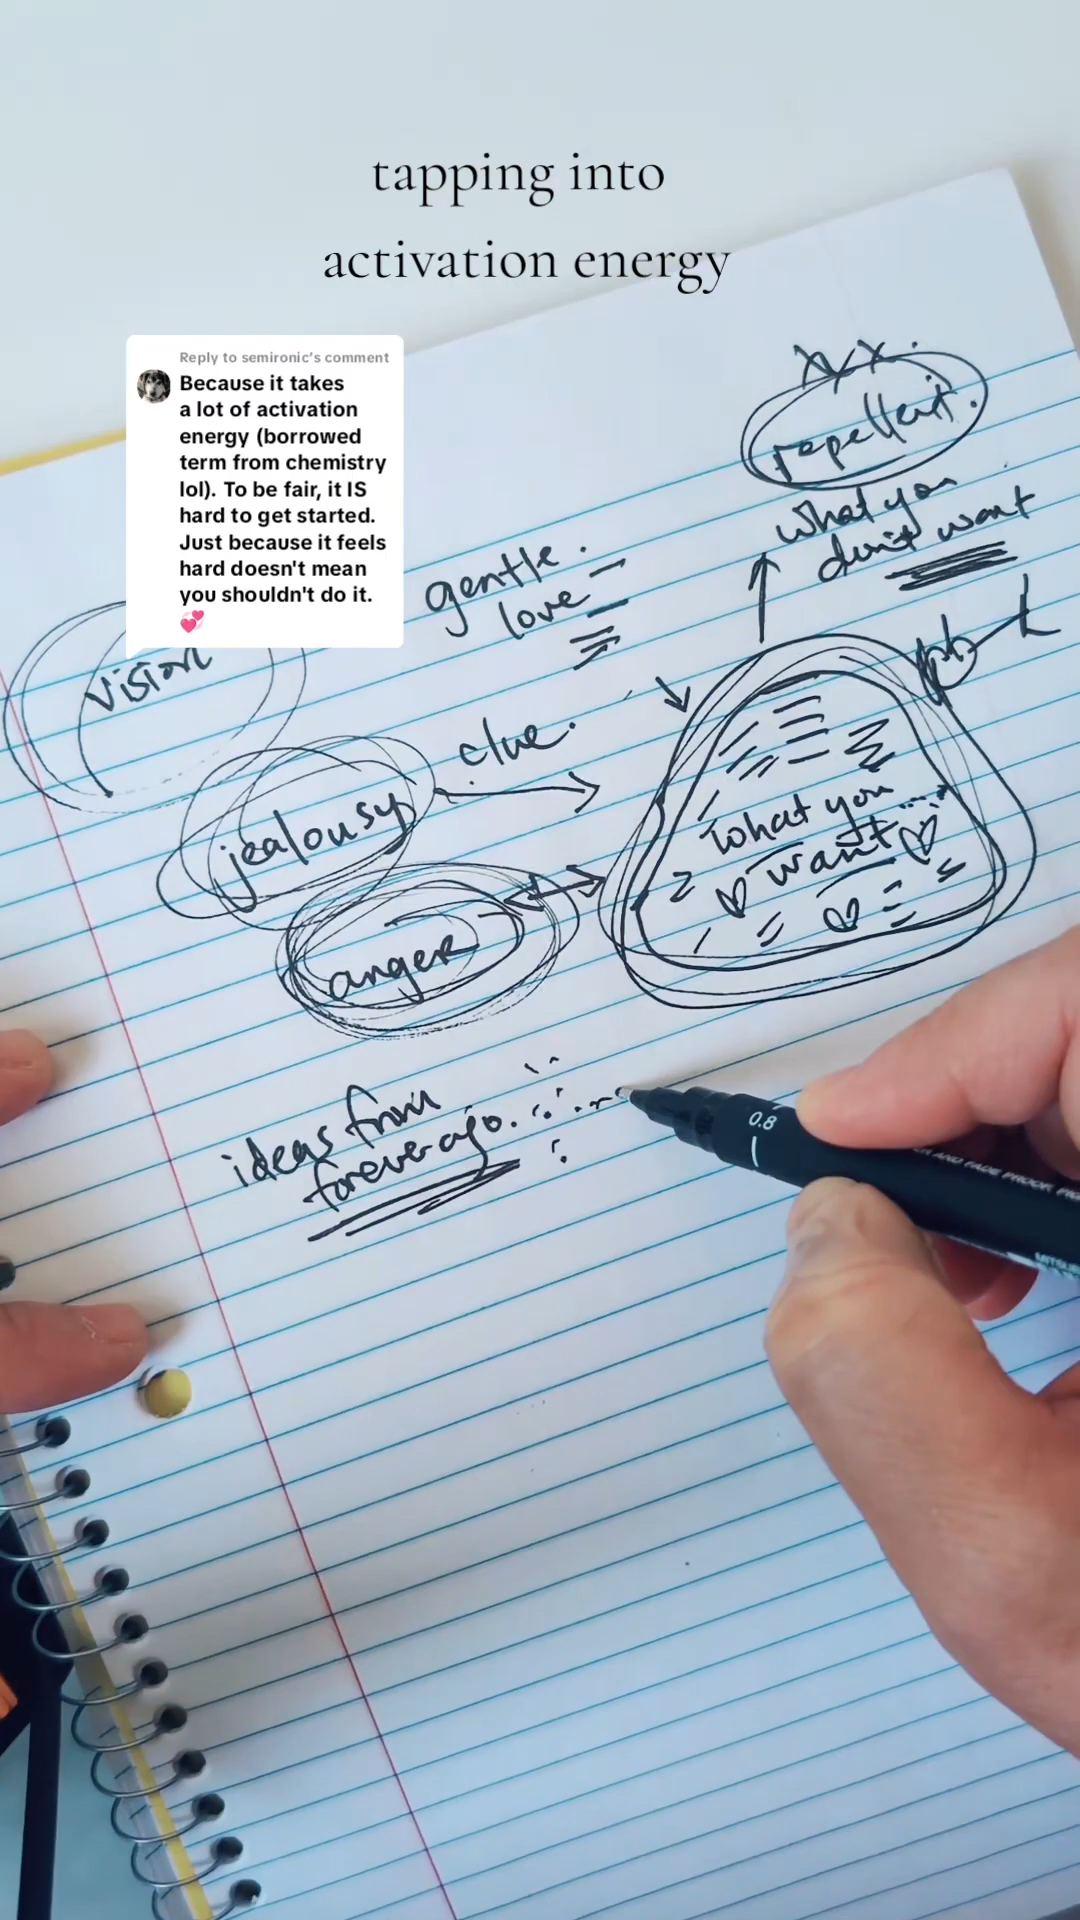 tapping into
activation energy
Reply to semironic's comment
Because it takes
a lot of activation
energy (borrowed
term from chemistry
lol). To be fair, it IS
hard to get started.
Just because it feels
hard doesn't mean
you shouldn't do it.
💞
repellent.
what you
don't want
gentle.
love
vision
clue.
jealousy
what you
want
anger
ideas from
forever ago.
0.8